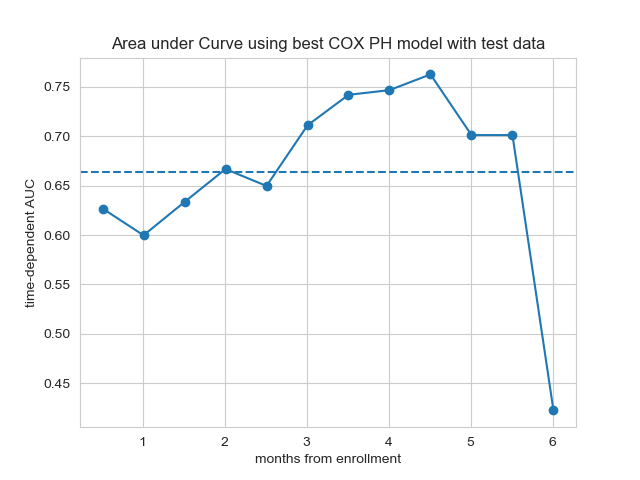 Area under Curve using best COX PH model with test data
time-dependent AUC
0.75
0.70
0.65
0.60
0.55
0.50
0.45
1 2 3 4 5 6
months from enrollment